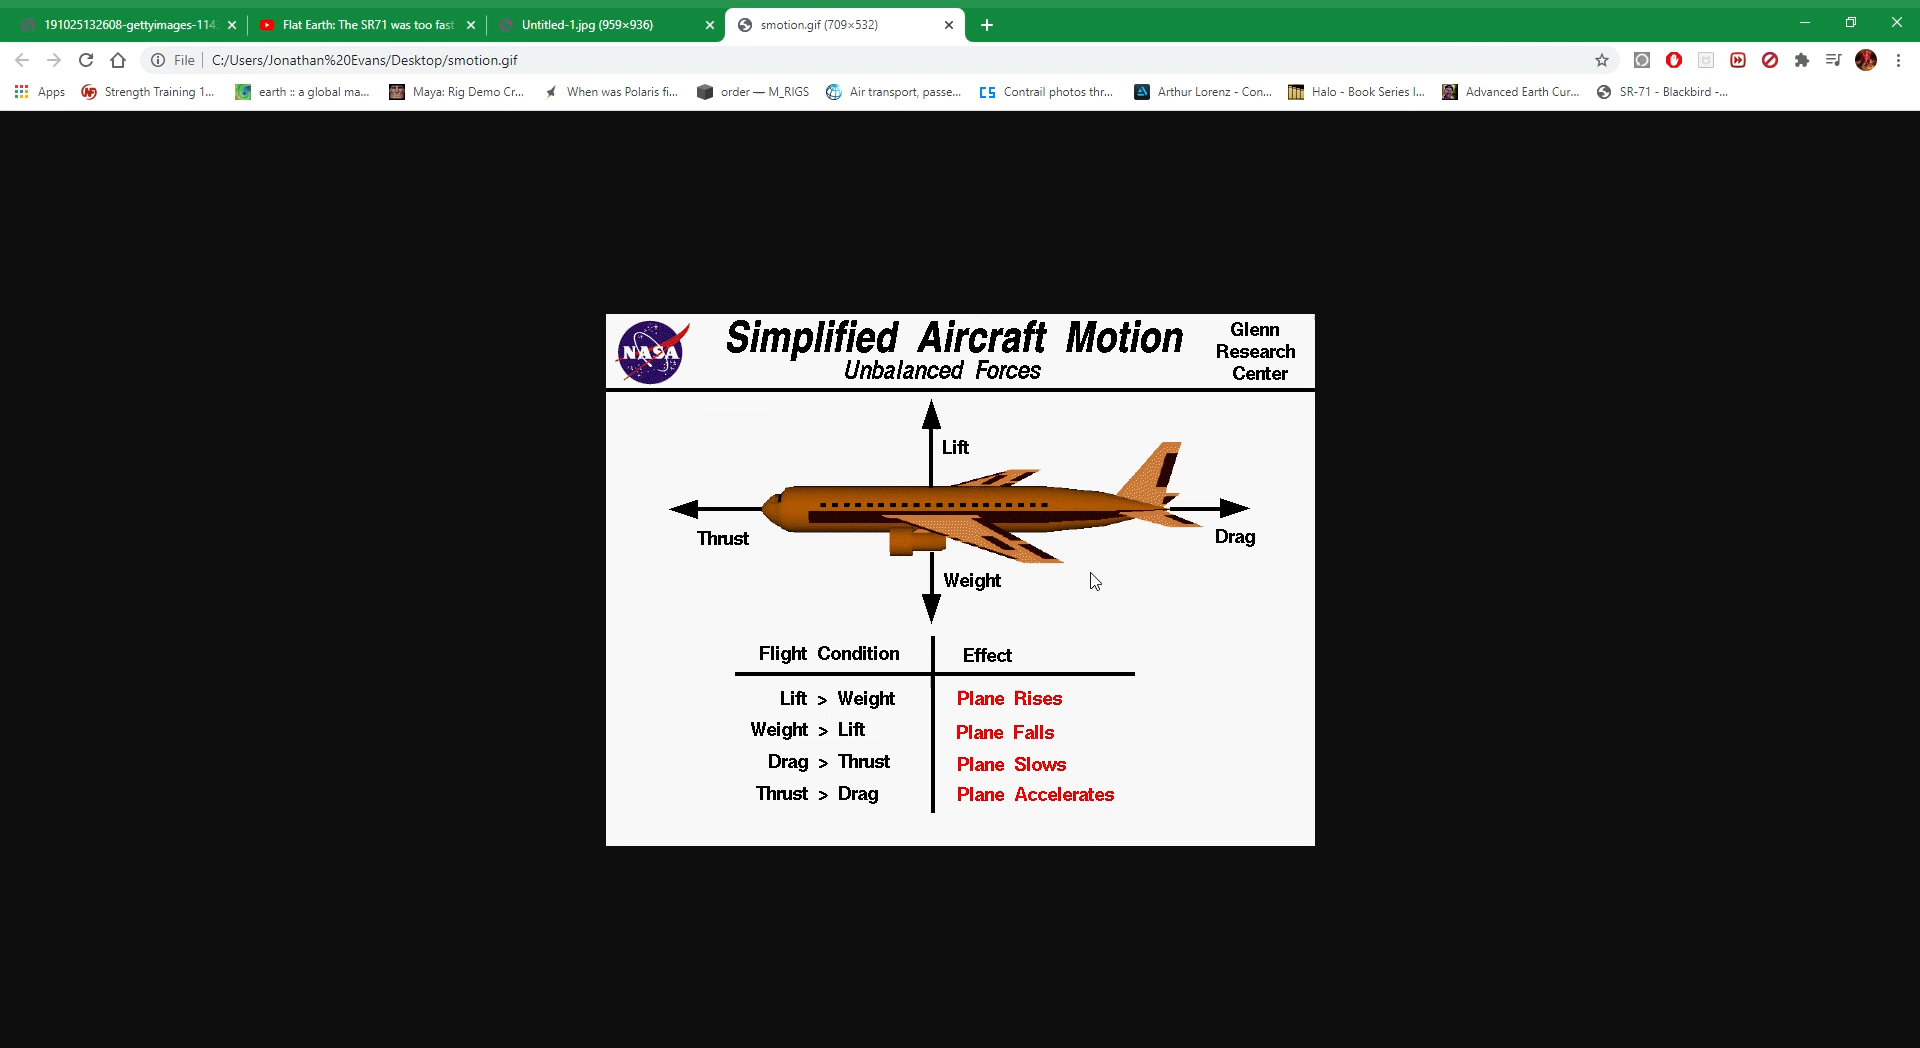 191025132608-gettyimages-114
Flat Earth: The SR71 was too fast
Untitled-1.jpg (959×936)
smotion.gif (709×532)
File
C:/Users/Jonathan%20Evans/Desktop/smotion.gif
Apps
Strength Training 1...
earth :: a global ma...
Maya: Rig Demo Cr...
When was Polaris fi...
order — M_RIGS
Air transport, passe...
Contrail photos thr...
Arthur Lorenz - Con...
Halo - Book Series I...
Advanced Earth Cur...
SR-71 - Blackbird -...
NASA
Simplified Aircraft Motion
Unbalanced Forces
Glenn
Research
Center
Lift
Thrust
Drag
Weight
Flight Condition Effect
Lift > Weight Plane Rises
Weight > Lift Plane Falls
Drag > Thrust Plane Slows
Thrust > Drag Plane Accelerates